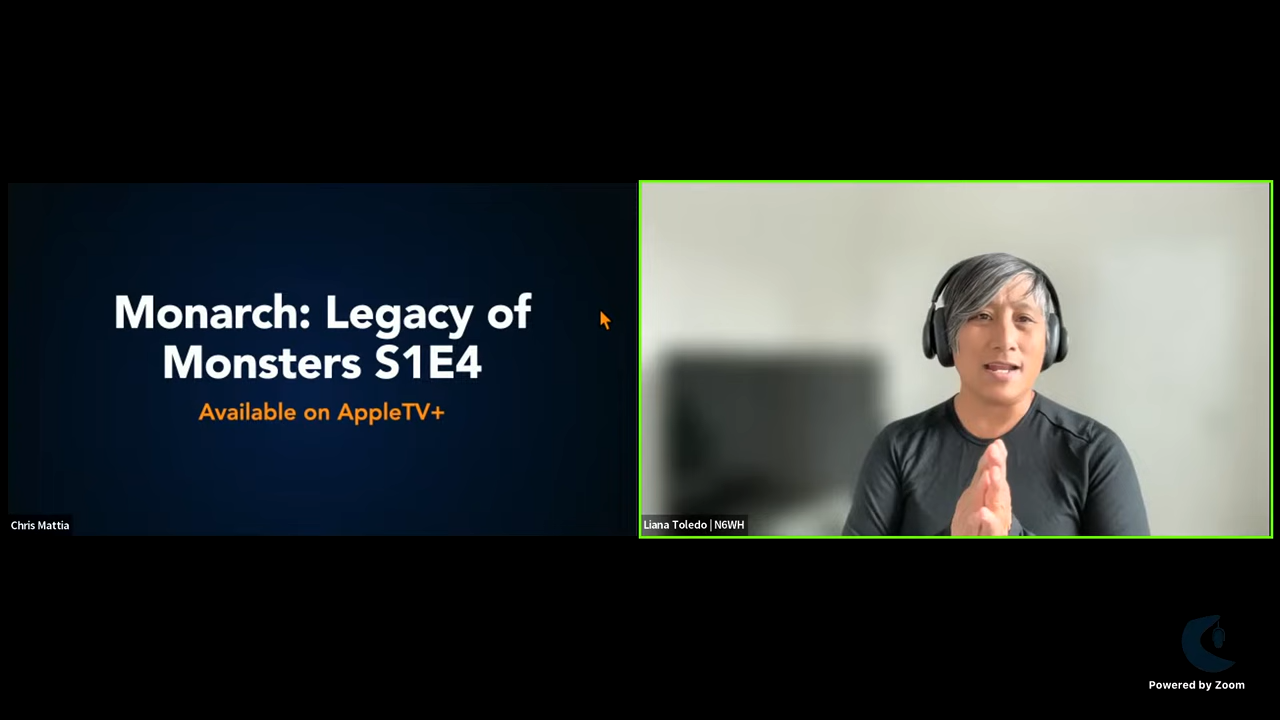 Monarch: Legacy of
Monsters S1E4
Available on AppleTV+
Chris Mattia
Liana Toledo | N6WH
Powered by Zoom